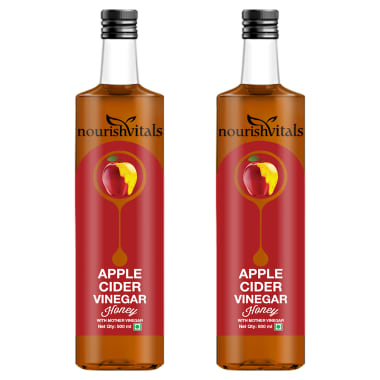 nourishvitals
APPLE
CIDER
VINEGAR
Honey
WITH MOTHER VINEGAR
Net Qty: 500 ml
nourishvitals
APPLE
CIDER
VINEGAR
Honey
WITH MOTHER VINEGAR
Net Qty: 500 ml